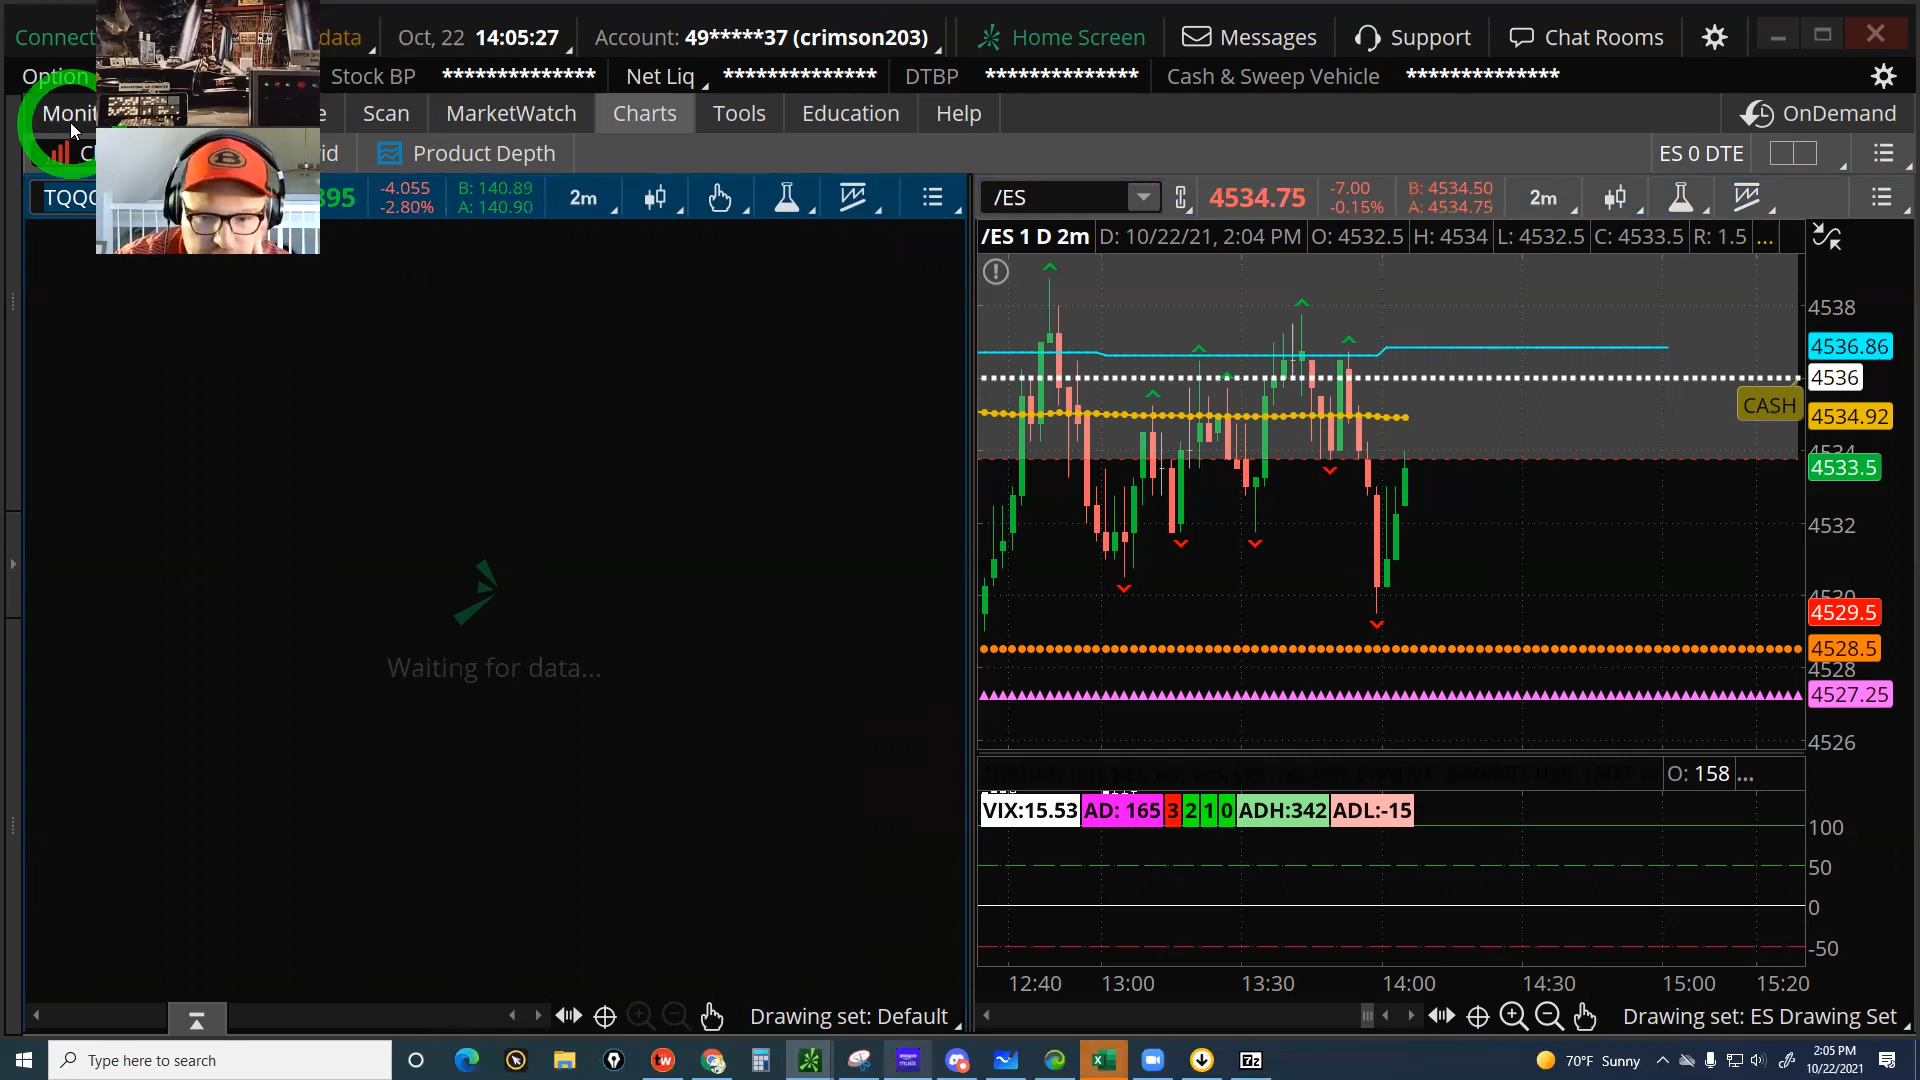 Connect
data
Oct, 22 14:05:27
Account: 49*****37 (crimson203)
Home Screen
Messages
Support
Chat Rooms
Option
Stock BP **************
Net Liq **************
DTBP **************
Cash & Sweep Vehicle **************
Monit
e
Scan
MarketWatch
Charts
Tools
Education
Help
OnDemand
id
Product Depth
ES 0 DTE
TQQQ
895
-4.055
-2.80%
B: 140.89
A: 140.90
2m
/ES
4534.75
-7.00
-0.15%
B: 4534.50
A: 4534.75
2m
/ES 1 D 2m
D: 10/22/21, 2:04 PM
O: 4532.5
H: 4534
L: 4532.5
C: 4533.5
R: 1.5
...
4538
4536.86
4536
CASH
4534.92
4534
4533.5
4532
4530
4529.5
4528.5
4528
4527.25
4526
Waiting for data...
O: 158 ...
VIX:15.53
AD: 165
3
2
1
0
ADH:342
ADL:-15
100
50
0
-50
12:40
13:00
13:30
14:00
14:30
15:00
15:20
Drawing set: Default
Drawing set: ES Drawing Set
Type here to search
70°F Sunny
2:05 PM
10/22/2021